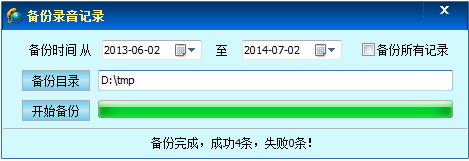 备份录音记录 x
备份时间 从 2013-06-02 至 2014-07-02 备份所有记录
备份目录 D:\tmp
开始备份
备份完成，成功4条，失败0条！